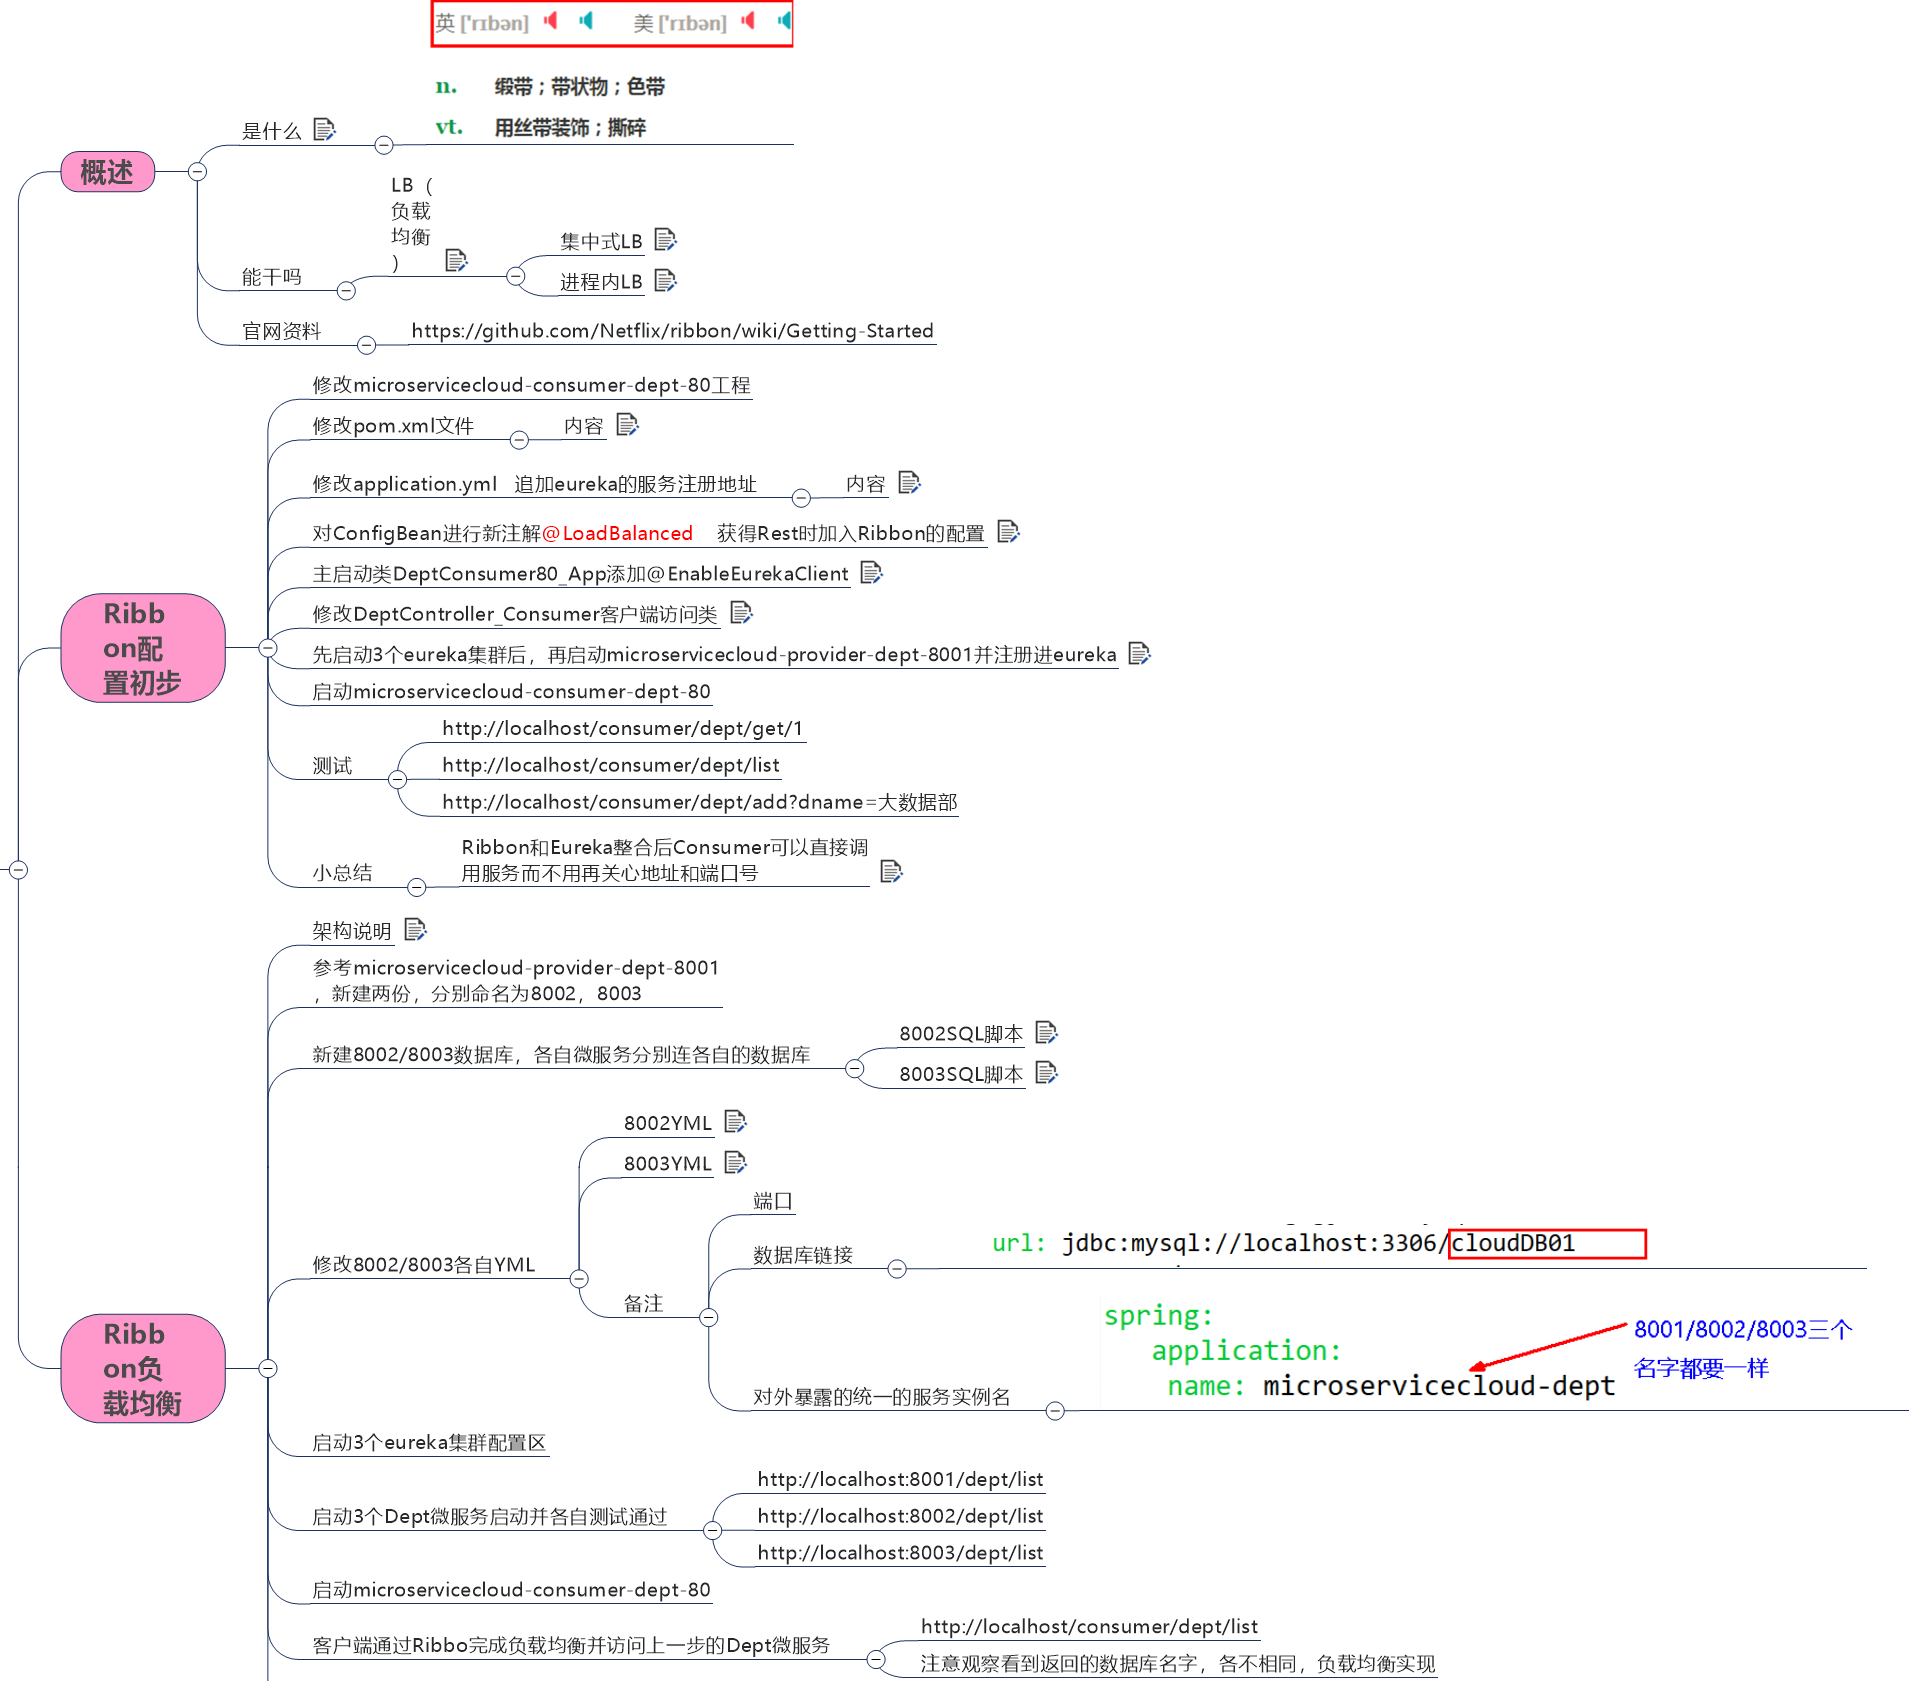 英 ['rɪbən] 美 ['rɪbən]
n. 缎带；带状物；色带
vt. 用丝带装饰；撕碎
是什么
概述
LB（
负载
均衡
）
集中式LB
进程内LB
能干吗
官网资料
https://github.com/Netflix/ribbon/wiki/Getting-Started
修改microservicecloud-consumer-dept-80工程
修改pom.xml文件
内容
修改application.yml 追加eureka的服务注册地址
内容
对ConfigBean进行新注解@LoadBalanced 获得Rest时加入Ribbon的配置
主启动类DeptConsumer80_App添加@EnableEurekaClient
Ribb
on配
置初步
修改DeptController_Consumer客户端访问类
先启动3个eureka集群后，再启动microservicecloud-provider-dept-8001并注册进eureka
启动microservicecloud-consumer-dept-80
测试
http://localhost/consumer/dept/get/1
http://localhost/consumer/dept/list
http://localhost/consumer/dept/add?dname=大数据部
小总结
Ribbon和Eureka整合后Consumer可以直接调
用服务而不用再关心地址和端口号
架构说明
参考microservicecloud-provider-dept-8001
，新建两份，分别命名为8002，8003
新建8002/8003数据库，各自微服务分别连各自的数据库
8002SQL脚本
8003SQL脚本
修改8002/8003各自YML
8002YML
8003YML
备注
端口
数据库链接
url: jdbc:mysql://localhost:3306/cloudDB01
对外暴露的统一的服务实例名
spring:
application:
name: microservicecloud-dept
8001/8002/8003三个
名字都要一样
Ribb
on负
载均衡
启动3个eureka集群配置区
启动3个Dept微服务启动并各自测试通过
http://localhost:8001/dept/list
http://localhost:8002/dept/list
http://localhost:8003/dept/list
启动microservicecloud-consumer-dept-80
客户端通过Ribbo完成负载均衡并访问上一步的Dept微服务
http://localhost/consumer/dept/list
注意观察看到返回的数据库名字，各不相同，负载均衡实现